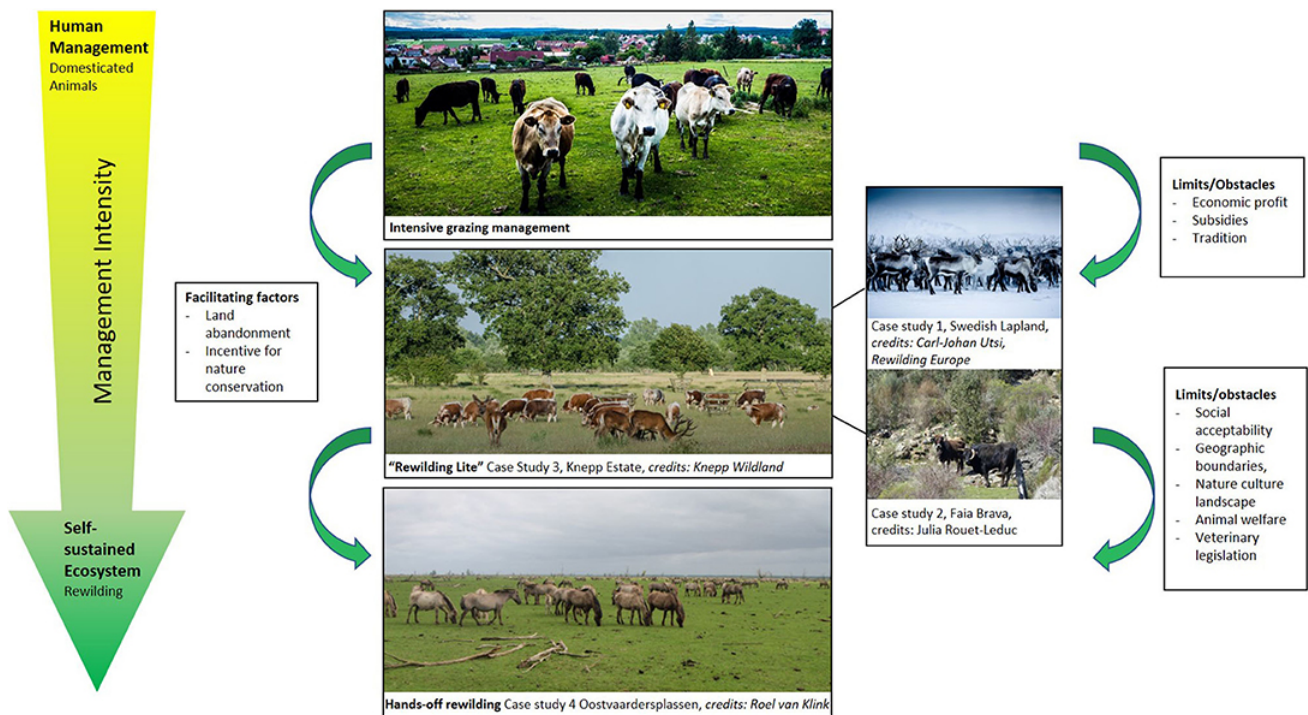 Human
Management
Domesticated
Animals
Management Intensity
Self-
sustained
Ecosystem
Rewilding
Facilitating factors
- Land
abandonment
- Incentive for
nature
conservation
Intensive grazing management
"Rewilding Lite" Case Study 3, Knepp Estate, credits: Knepp Wildland
Hands-off rewilding Case study 4 Oostvaardersplassen, credits: Roel van Klink
Case study 1, Swedish Lapland,
credits: Carl-Johan Utsi,
Rewilding Europe
Case study 2, Faia Brava,
credits: Julia Rouet-Leduc
Limits/Obstacles
- Economic profit
- Subsidies
- Tradition
Limits/obstacles
- Social
acceptability
- Geographic
boundaries,
- Nature culture
landscape
- Animal welfare
- Veterinary
legislation